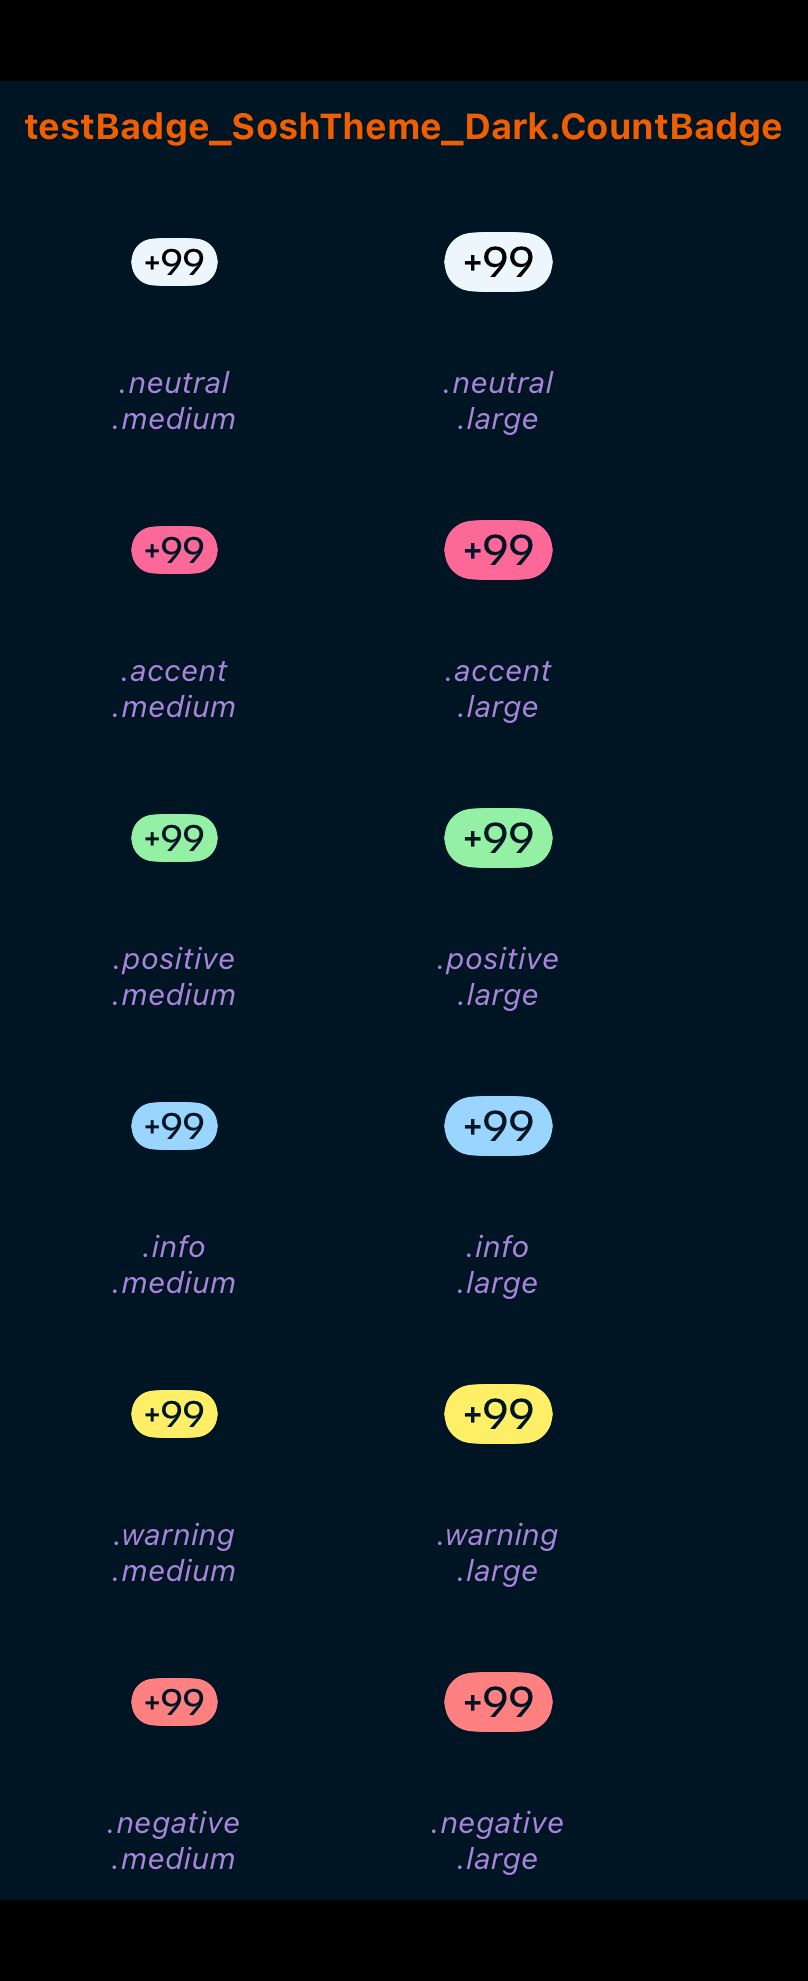 testBadge_SoshTheme_Dark.CountBadge
+99 +99
.neutral .neutral
.medium .large
+99 +99
.accent .accent
.medium .large
+99 +99
.positive .positive
.medium .large
+99 +99
.info .info
.medium .large
+99 +99
.warning .warning
.medium .large
+99 +99
.negative .negative
.medium .large